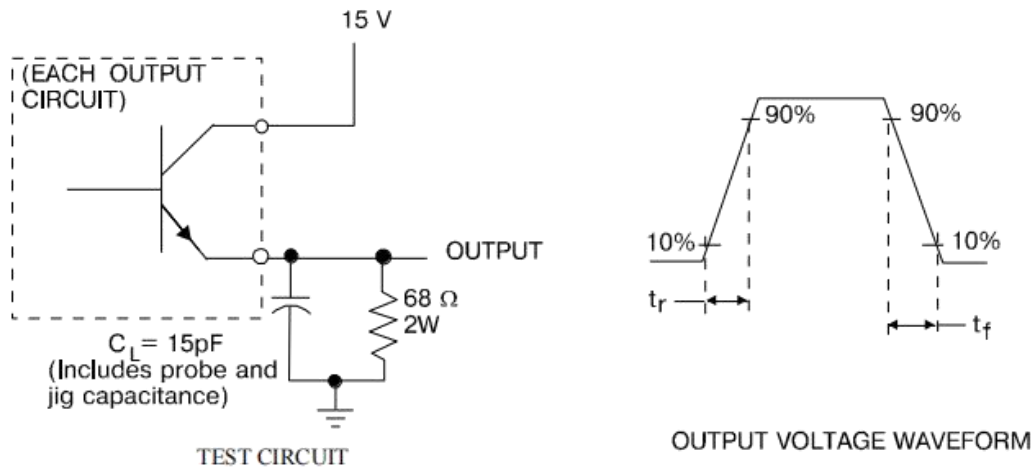 15 V
(EACH OUTPUT
CIRCUIT)
OUTPUT
68 Ω
2W
C_L= 15pF
(Includes probe and
jig capacitance)
TEST CIRCUIT
90%
90%
10%
10%
t_r
t_f
OUTPUT VOLTAGE WAVEFORM